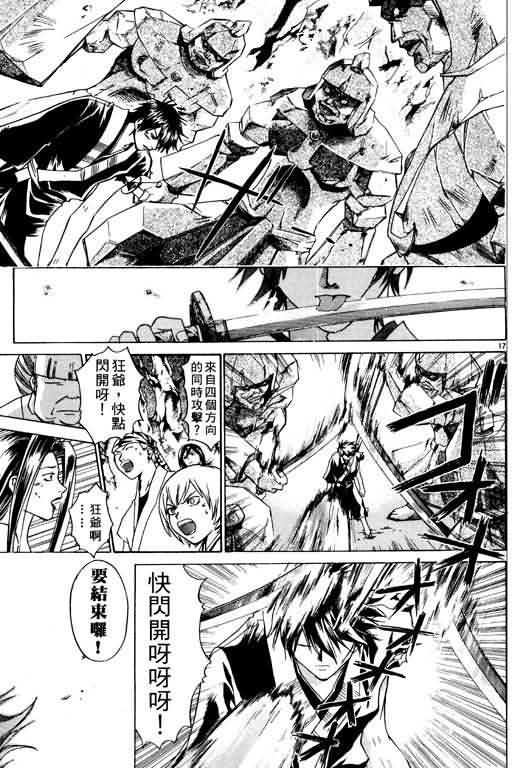 17
來自四個方向
的同時攻擊？
狂爺，快點
閃開呀！
狂爺啊
……
快閃開呀呀呀！
要結束囉！